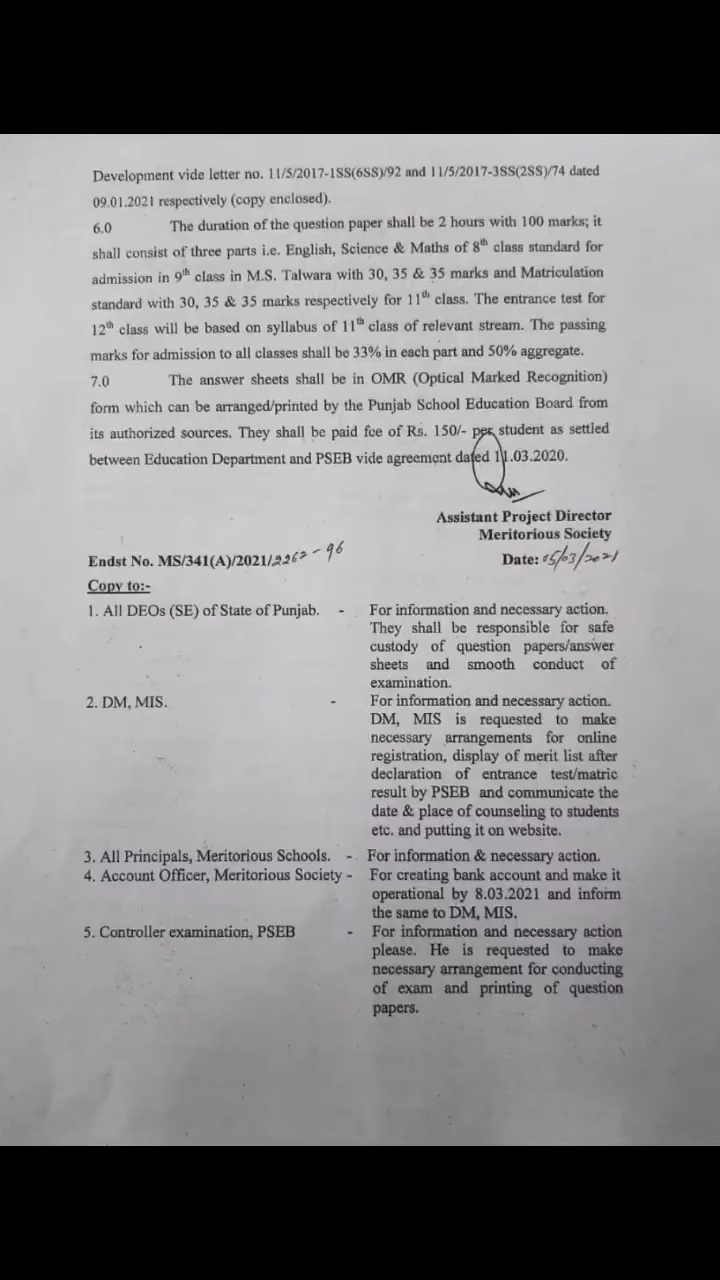 Development vide letter no. 11/5/2017-1SS(6SS)/92 and 11/5/2017-3SS(2SS)/74 dated
09.01.2021 respectively (copy enclosed).
6.0 The duration of the question paper shall be 2 hours with 100 marks; it
shall consist of three parts i.e. English, Science & Maths of 8th class standard for
admission in 9th class in M.S. Talwara with 30, 35 & 35 marks and Matriculation
standard with 30, 35 & 35 marks respectively for 11th class. The entrance test for
12th class will be based on syllabus of 11th class of relevant stream. The passing
marks for admission to all classes shall be 33% in each part and 50% aggregate.
7.0 The answer sheets shall be in OMR (Optical Marked Recognition)
form which can be arranged/printed by the Punjab School Education Board from
its authorized sources. They shall be paid fee of Rs. 150/- per student as settled
between Education Department and PSEB vide agreement dated 11.03.2020.
Assistant Project Director
Meritorious Society
Endst No. MS/341(A)/2021/2262-96 Date: 05/03/2021
Copy to:-
1. All DEOs (SE) of State of Punjab. - For information and necessary action.
They shall be responsible for safe
custody of question papers/answer
sheets and smooth conduct of
examination.
2. DM, MIS. - For information and necessary action.
DM, MIS is requested to make
necessary arrangements for online
registration, display of merit list after
declaration of entrance test/matric
result by PSEB and communicate the
date & place of counseling to students
etc. and putting it on website.
3. All Principals, Meritorious Schools. - For information & necessary action.
4. Account Officer, Meritorious Society - For creating bank account and make it
operational by 8.03.2021 and inform
the same to DM, MIS.
5. Controller examination, PSEB - For information and necessary action
please. He is requested to make
necessary arrangement for conducting
of exam and printing of question
papers.